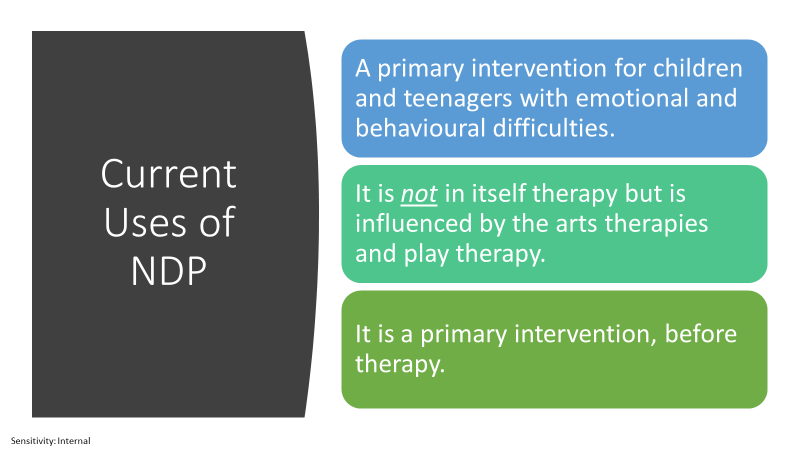 Current
Uses of
NDP
A primary intervention for children
and teenagers with emotional and
behavioural difficulties.
It is not in itself therapy but is
influenced by the arts therapies
and play therapy.
It is a primary intervention, before
therapy.
Sensitivity: Internal